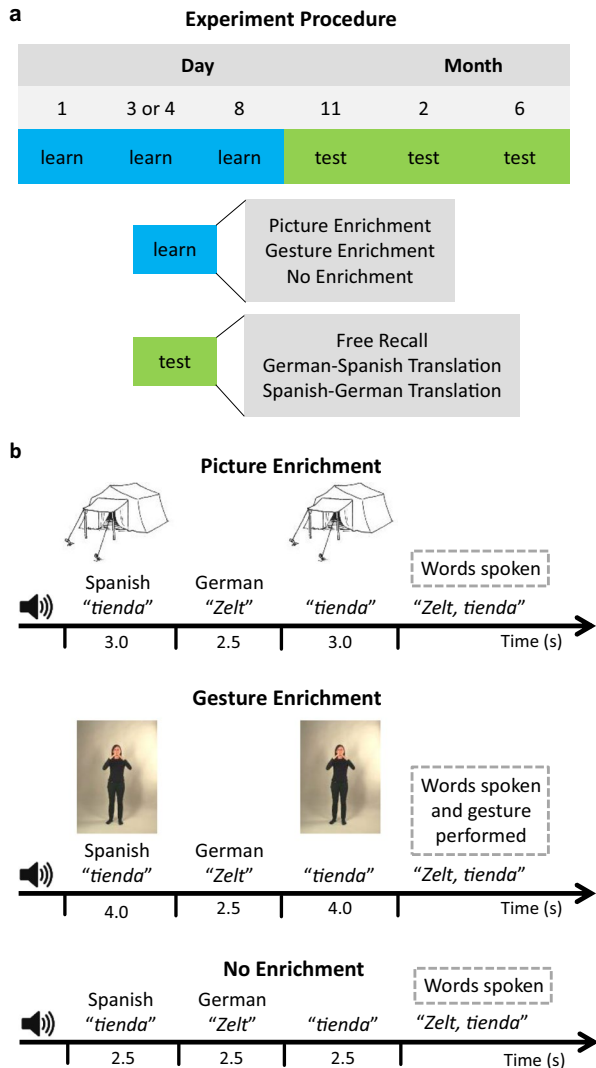 a
Experiment Procedure
Day Month
1 3 or 4 8 11 2 6
learn learn learn test test test
learn
Picture Enrichment
Gesture Enrichment
No Enrichment
test
Free Recall
German-Spanish Translation
Spanish-German Translation
b
Picture Enrichment
Words spoken
Spanish German
“tienda” “Zelt” “tienda” “Zelt, tienda”
3.0 2.5 3.0 Time (s)
Gesture Enrichment
Words spoken
and gesture
performed
Spanish German
“tienda” “Zelt” “tienda” “Zelt, tienda”
4.0 2.5 4.0 Time (s)
No Enrichment
Words spoken
Spanish German
“tienda” “Zelt” “tienda” “Zelt, tienda”
2.5 2.5 2.5 Time (s)